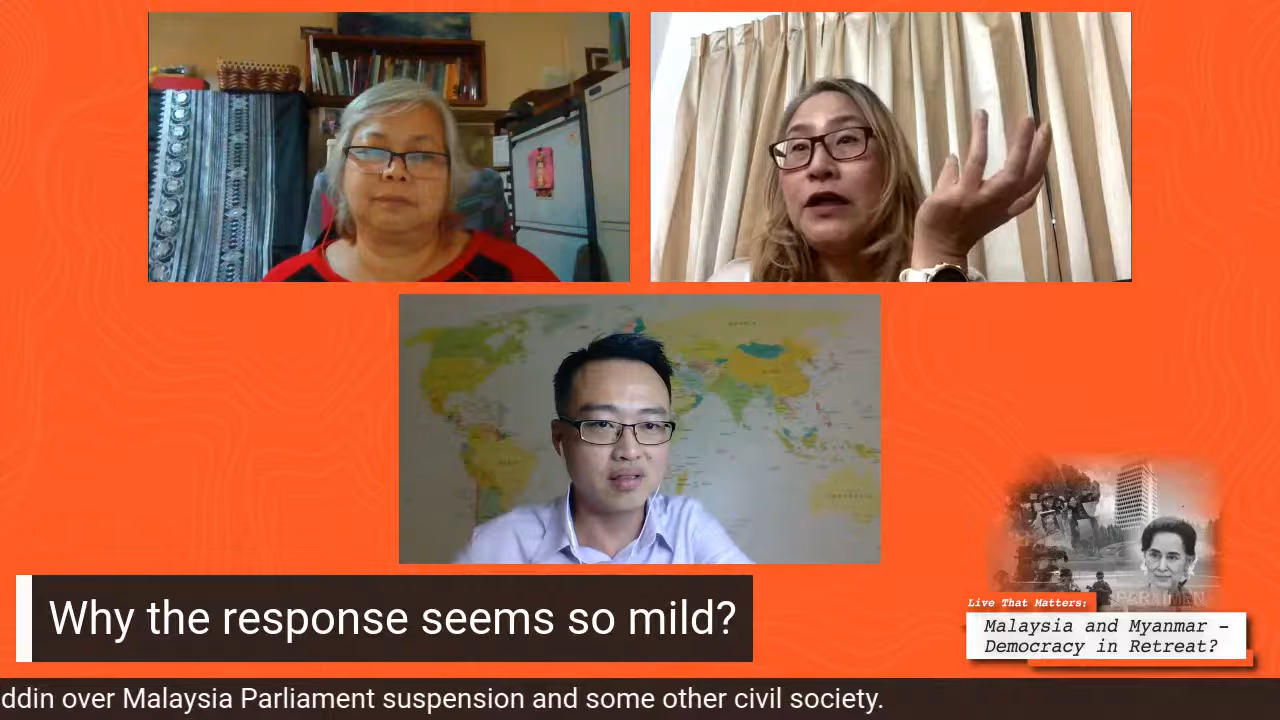 Why the response seems so mild?
Live That Matters:
Malaysia and Myanmar -
Democracy in Retreat?
ddin over Malaysia Parliament suspension and some other civil society.